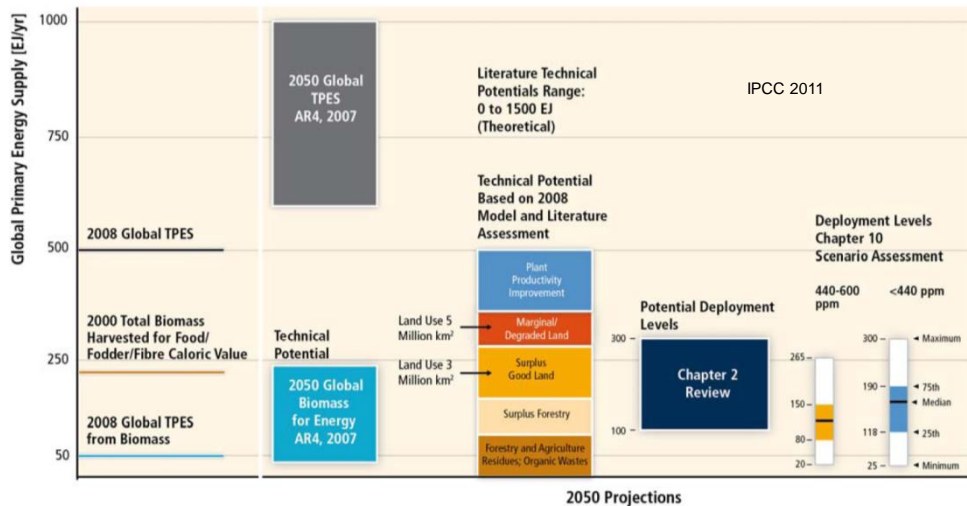 Global Primary Energy Supply [EJ/yr]
1000
750
500
250
50
2008 Global TPES
2000 Total Biomass
Harvested for Food/
Fodder/Fibre Caloric Value
2008 Global TPES
from Biomass
2050 Global
TPES
AR4, 2007
Technical
Potential
2050 Global
Biomass
for Energy
AR4, 2007
Literature Technical
Potentials Range:
0 to 1500 EJ
(Theoretical)
Technical Potential
Based on 2008
Model and Literature
Assessment
Plant
Productivity
Improvement
Land Use 5
Million km²
Marginal/
Degraded Land
Land Use 3
Million km²
Surplus
Good Land
Surplus Forestry
Forestry and Agriculture
Residues; Organic Wastes
IPCC 2011
Potential Deployment
Levels
300
Chapter 2
Review
100
Deployment Levels
Chapter 10
Scenario Assessment
440-600
ppm
<440 ppm
265
150
80
20
300
190
118
25
Maximum
75th
Median
25th
Minimum
2050 Projections